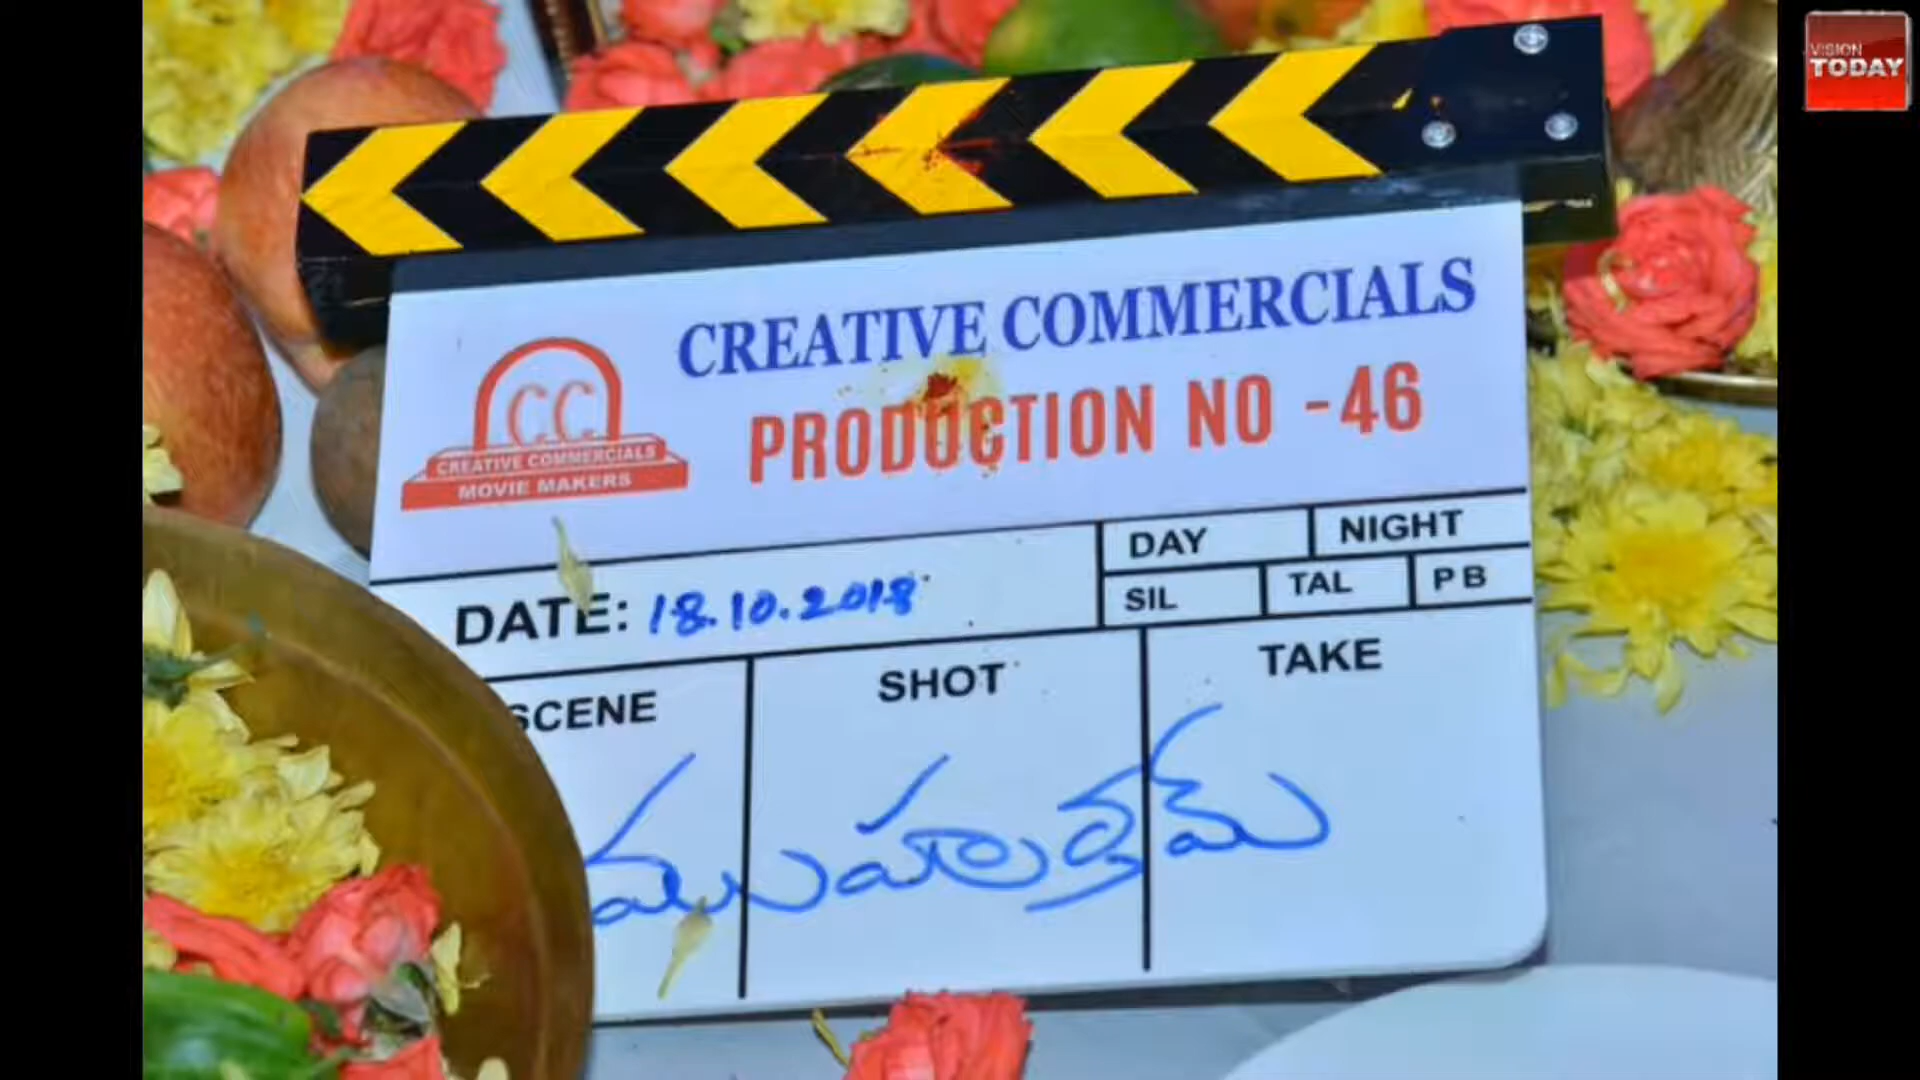 VISION
TODAY
CREATIVE COMMERCIALS
PRODUCTION NO -46
CC
CREATIVE COMMERCIALS
MOVIE MAKERS
DAY
NIGHT
DATE: 18.10.2018
SIL
TAL
PB
SCENE
SHOT
TAKE
ముహూర్తమ్